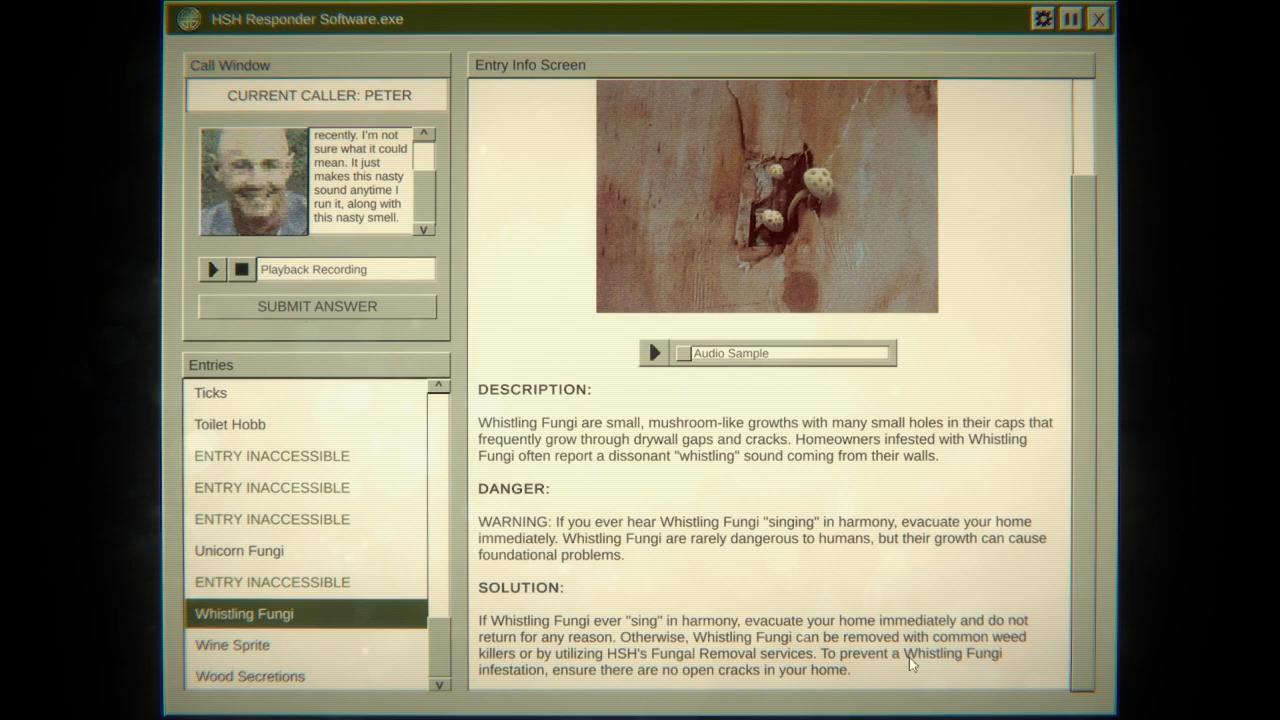 HSH Responder Software.exe
Call Window
CURRENT CALLER: PETER
recently. I'm not
sure what it could
mean. It just
makes this nasty
sound anytime I
run it, along with
this nasty smell.
Playback Recording
SUBMIT ANSWER
Entries
Ticks
Toilet Hobb
ENTRY INACCESSIBLE
ENTRY INACCESSIBLE
ENTRY INACCESSIBLE
Unicorn Fungi
ENTRY INACCESSIBLE
Whistling Fungi
Wine Sprite
Wood Secretions
Entry Info Screen
Audio Sample
DESCRIPTION:
Whistling Fungi are small, mushroom-like growths with many small holes in their caps that
frequently grow through drywall gaps and cracks. Homeowners infested with Whistling
Fungi often report a dissonant "whistling" sound coming from their walls.
DANGER:
WARNING: If you ever hear Whistling Fungi "singing" in harmony, evacuate your home
immediately. Whistling Fungi are rarely dangerous to humans, but their growth can cause
foundational problems.
SOLUTION:
If Whistling Fungi ever "sing" in harmony, evacuate your home immediately and do not
return for any reason. Otherwise, Whistling Fungi can be removed with common weed
killers or by utilizing HSH's Fungal Removal services. To prevent a Whistling Fungi
infestation, ensure there are no open cracks in your home.